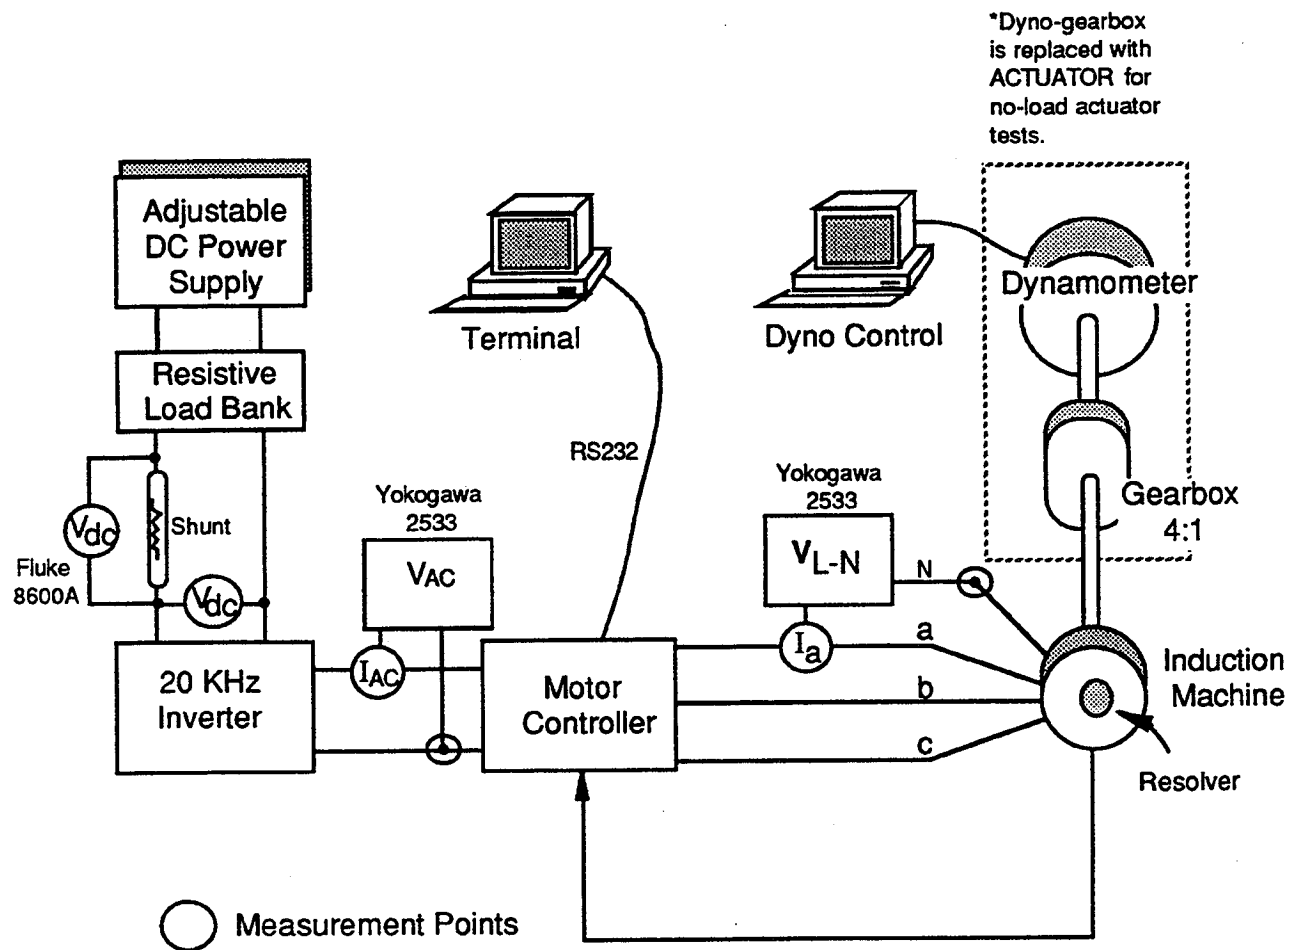 *Dyno-gearbox
is replaced with
ACTUATOR for
no-load actuator
tests.
Adjustable
DC Power
Supply
Terminal
Dyno Control
Dynamometer
Resistive
Load Bank
RS232
Gearbox
4:1
Vdc
Shunt
Fluke
8600A
Vdc
Yokogawa
2533
VAC
Yokogawa
2533
VL-N
N
20 KHz
Inverter
IAC
Motor
Controller
Ia
a
b
c
Induction
Machine
Resolver
Measurement Points